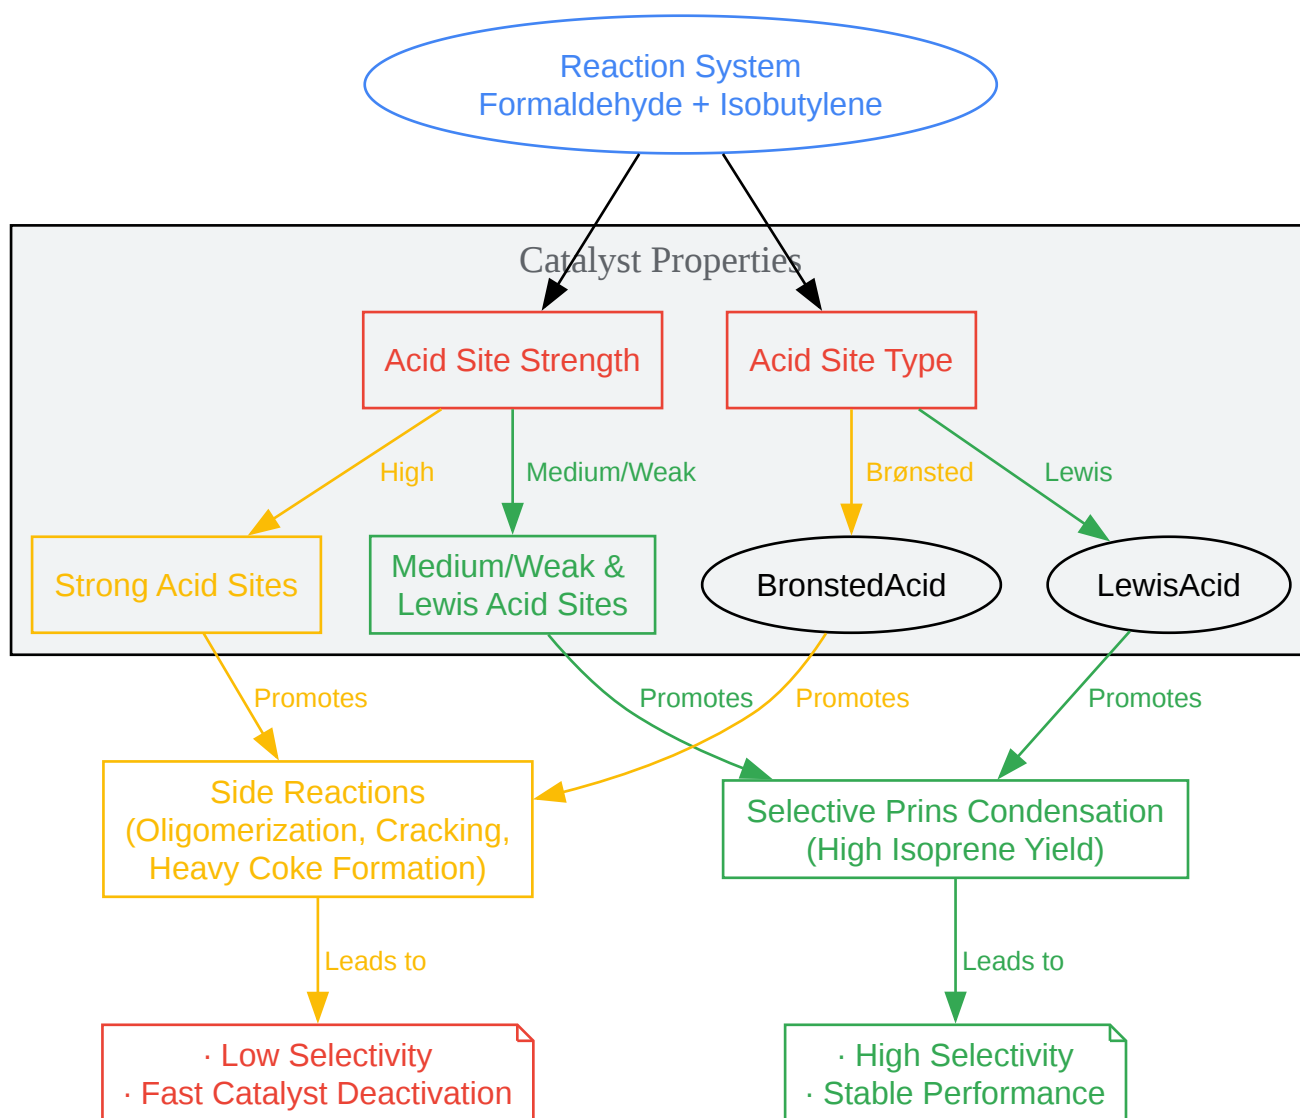 Reaction System
Formaldehyde + Isobutylene
Catalyst Properties
Acid Site Strength
Acid Site Type
High
Medium/Weak
Brønsted
Lewis
Strong Acid Sites
Medium/Weak &
Lewis Acid Sites
BronstedAcid
LewisAcid
Promotes
Promotes
Promotes
Promotes
Side Reactions
(Oligomerization, Cracking,
Heavy Coke Formation)
Selective Prins Condensation
(High Isoprene Yield)
Leads to
Leads to
· Low Selectivity
· Fast Catalyst Deactivation
· High Selectivity
· Stable Performance